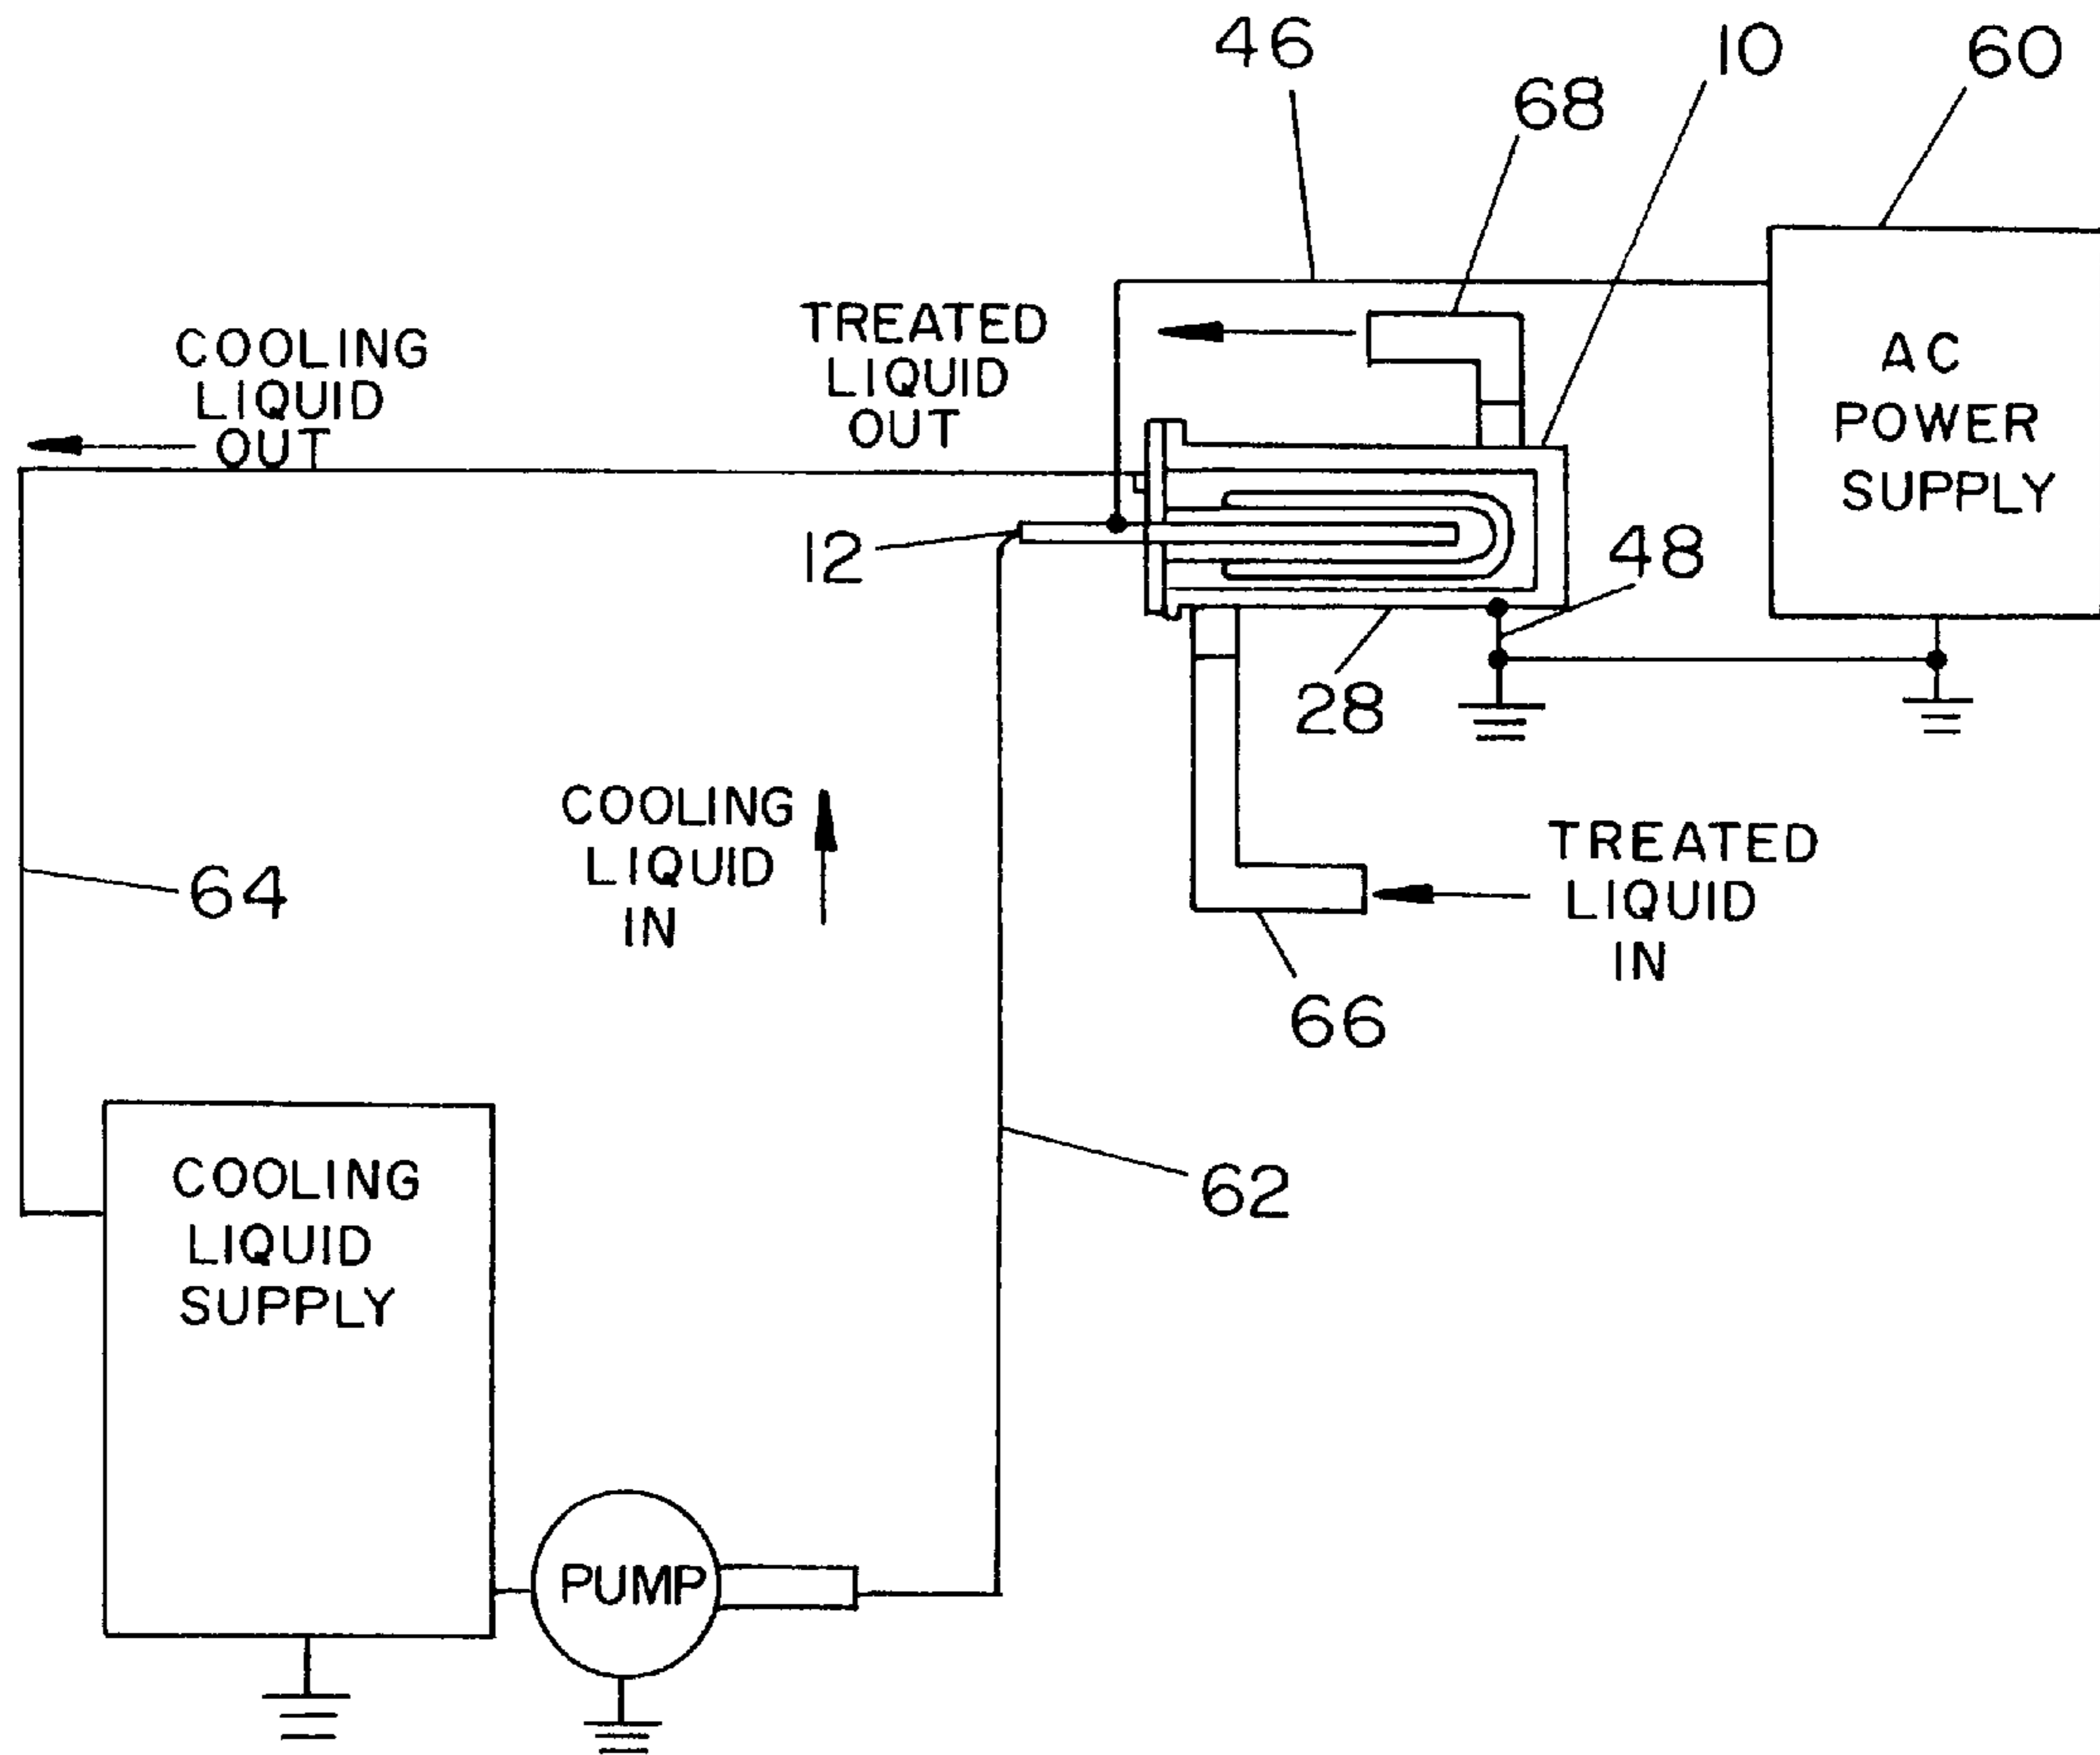 46
10
60
68
COOLING
LIQUID
OUT
TREATED
LIQUID
OUT
AC
POWER
SUPPLY
12
48
28
COOLING
LIQUID
IN
TREATED
LIQUID
IN
64
66
62
COOLING
LIQUID
SUPPLY
PUMP